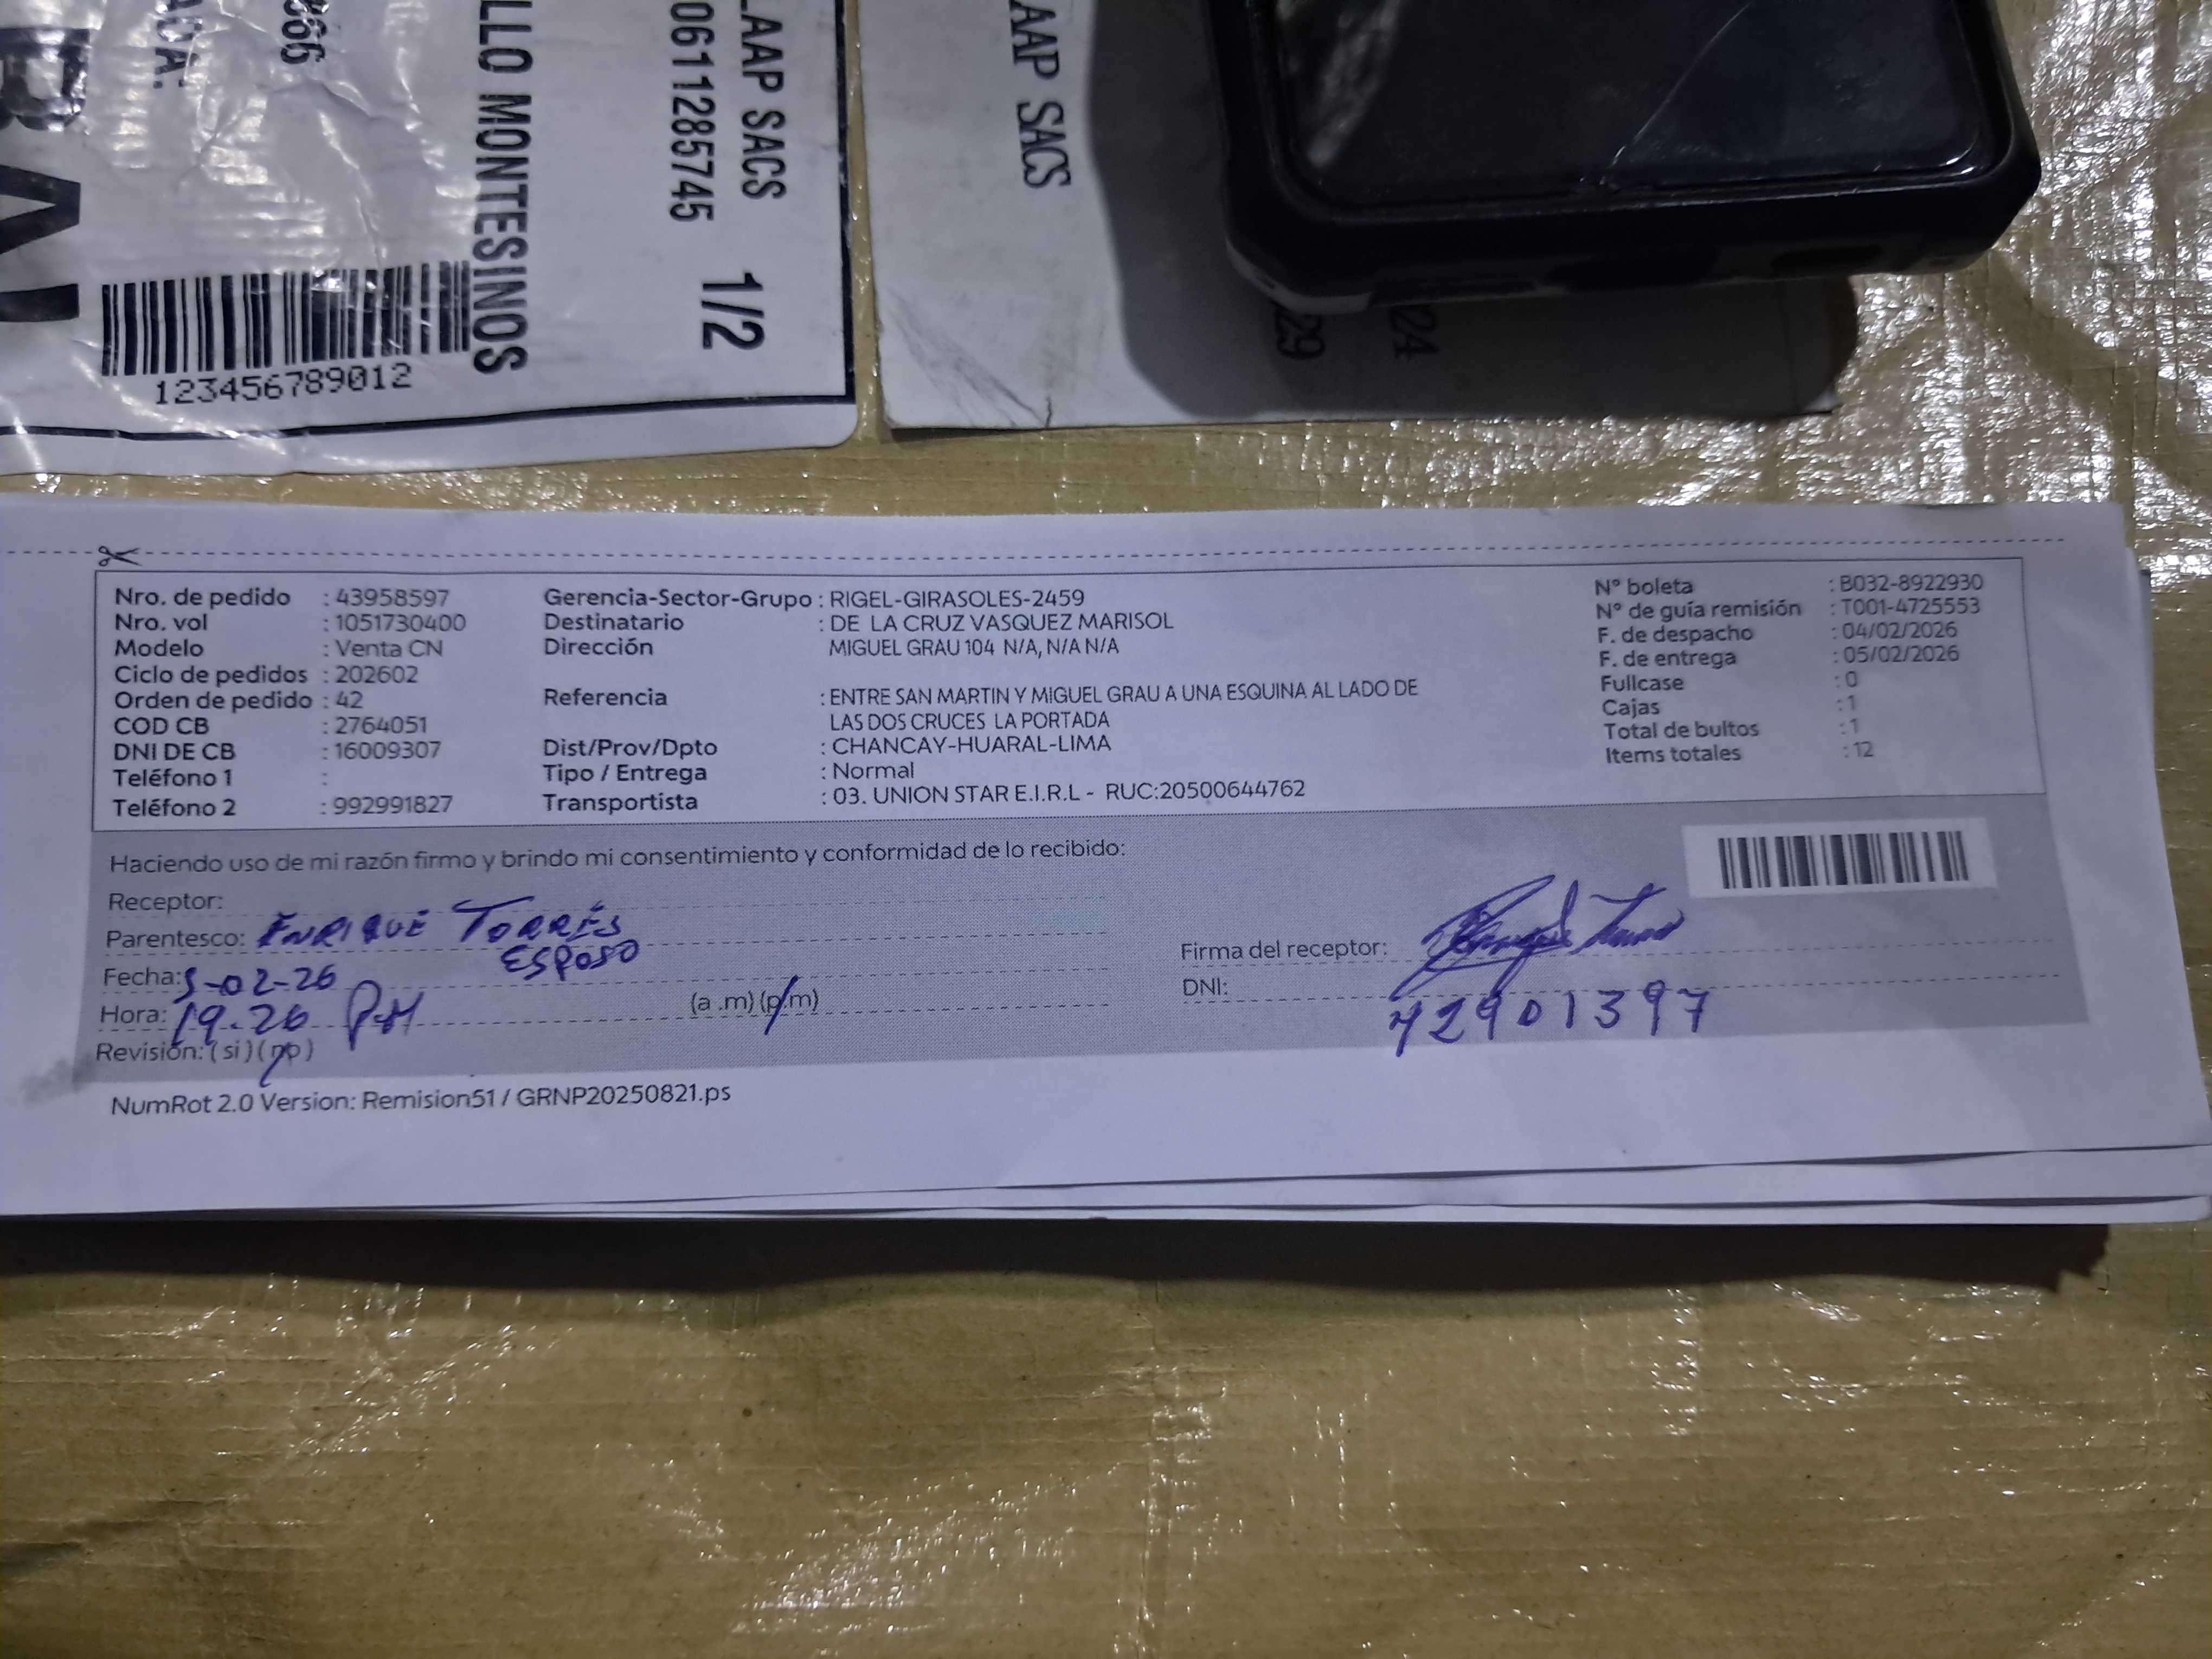 ADA:
366
LLO MONTESINOS
123456789012
LAAP SACS
0611285745 1/2
AAP SACS
29
24
Nro. de pedido : 43958597
Nro. vol : 1051730400
Modelo : Venta CN
Ciclo de pedidos : 202602
Orden de pedido : 42
COD CB : 2764051
DNI DE CB : 16009307
Teléfono 1 :
Teléfono 2 : 992991827
Gerencia-Sector-Grupo : RIGEL-GIRASOLES-2459
Destinatario : DE LA CRUZ VASQUEZ MARISOL
Dirección MIGUEL GRAU 104 N/A, N/A N/A
Referencia : ENTRE SAN MARTIN Y MIGUEL GRAU A UNA ESQUINA AL LADO DE
LAS DOS CRUCES LA PORTADA
Dist/Prov/Dpto : CHANCAY-HUARAL-LIMA
Tipo / Entrega : Normal
Transportista : 03. UNION STAR E.I.R.L - RUC:20500644762
N° boleta : B032-8922930
N° de guía remisión : T001-4725553
F. de despacho : 04/02/2026
F. de entrega : 05/02/2026
Fullcase : 0
Cajas : 1
Total de bultos : 1
Items totales : 12
Haciendo uso de mi razón firmo y brindo mi consentimiento y conformidad de lo recibido:
Receptor:
Parentesco: ENRIQUE TORRES
ESPOSO
Fecha: 5-02-26
Hora: 19.26 P.M (a .m) (p.m)
Revisión: ( si ) ( no )
Firma del receptor:
DNI: 42901397
NumRot 2.0 Version: Remision51 / GRNP20250821.ps